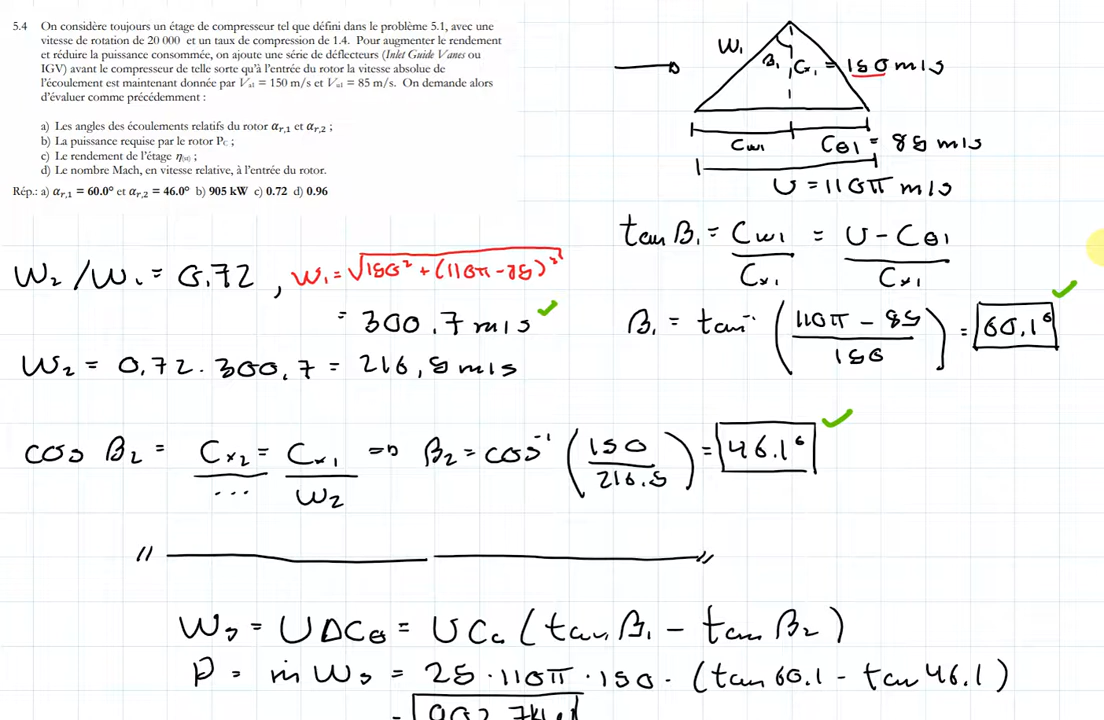 5.4 On considère toujours un étage de compresseur tel que défini dans le problème 5.1, avec une
vitesse de rotation de 20 000 et un taux de compression de 1.4. Pour augmenter le rendement
et réduire la puissance consommée, on ajoute une série de déflecteurs (Inlet Guide Vanes ou
IGV) avant le compresseur de telle sorte qu'à l'entrée du rotor la vitesse absolue de
l'écoulement est maintenant donnée par Va1 = 150 m/s et Vu1 = 85 m/s. On demande alors
d'évaluer comme précédemment :
a) Les angles des écoulements relatifs du rotor αr,1 et αr,2 ;
b) La puissance requise par le rotor Pc ;
c) Le rendement de l'étage ηtt ;
d) Le nombre Mach, en vitesse relative, à l'entrée du rotor.
Rép.: a) αr,1 = 60.0° et αr,2 = 46.0° b) 905 kW c) 0.72 d) 0.96
W1 β1 Cx1 = 150 m/s
Cw1 Cθ1 = 85 m/s
U = 110π m/s
tan β1 = Cw1/Cx1 = (U - Cθ1)/Cx1
W2/W1 = 0.72 , W1 = √(150² + (110π - 85)²)
= 300.7 m/s
β1 = tan⁻¹ ((110π - 85)/150) = 60.1°
W2 = 0.72 · 300.7 = 216,5 m/s
cos β2 = Cx2/... = Cx1/W2 => β2 = cos⁻¹ (150/216.5) = 46.1°
// //
Ws = UΔCθ = UCa (tan β1 - tan β2)
P = ṁ Ws = 25 · 110π · 150 · (tan 60.1 - tan 46.1)